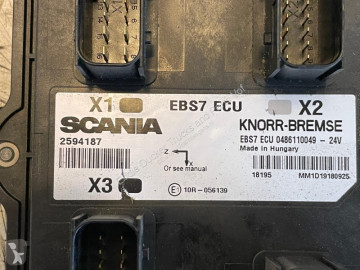 X1 EBS7 ECU X2
SCANIA KNORR-BREMSE
2594187 EBS7 ECU 0486110049 - 24V
Made in Hungary
Z
X
Or see manual
X3
E1 10R - 056139
18195 MM1D19180925